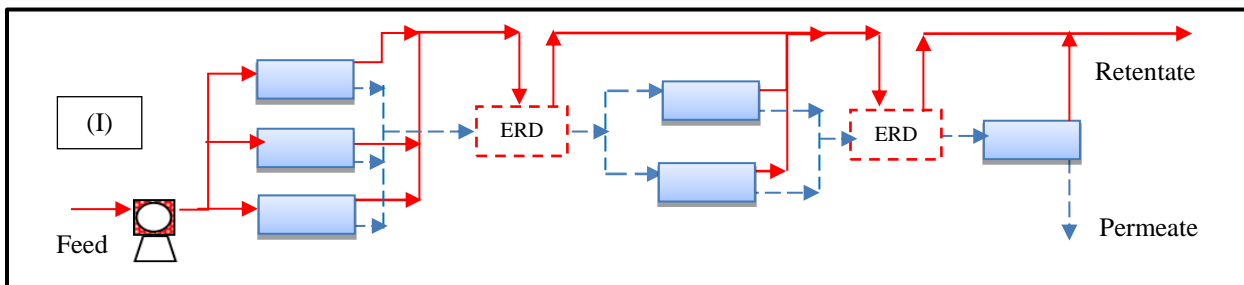 (I)
Feed
ERD
ERD
Retentate
Permeate